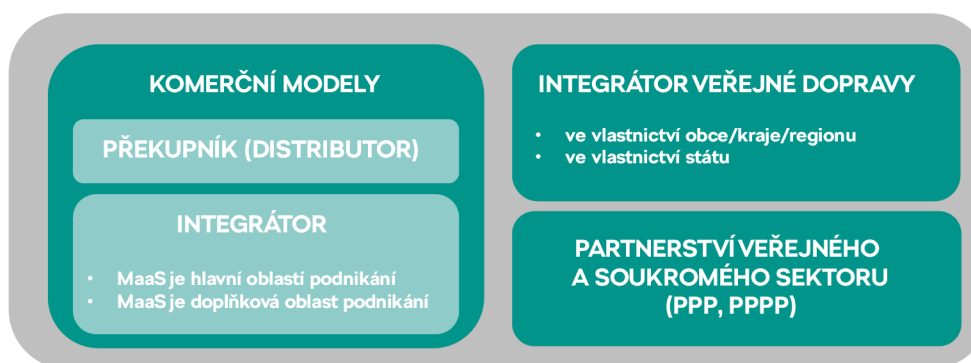 KOMERČNÍ MODELY
PŘEKUPNÍK (DISTRIBUTOR)
INTEGRÁTOR
• MaaS je hlavní oblastí podnikání
• MaaS je doplňková oblast podnikání
INTEGRÁTOR VEŘEJNÉ DOPRAVY
• ve vlastnictví obce/kraje/regionu
• ve vlastnictví státu
PARTNERSTVÍ VEŘEJNÉHO
A SOUKROMÉHO SEKTORU
(PPP, PPPP)